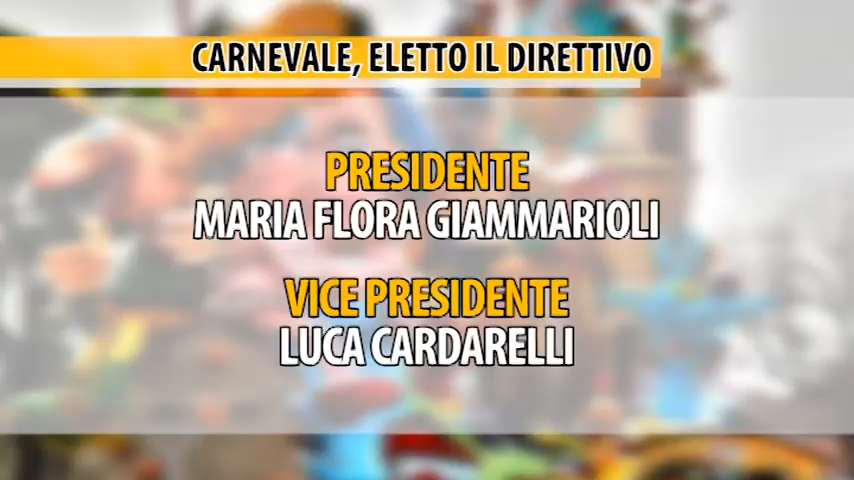 CARNEVALE, ELETTO IL DIRETTIVO
PRESIDENTE
MARIA FLORA GIAMMARIOLI
VICE PRESIDENTE
LUCA CARDARELLI